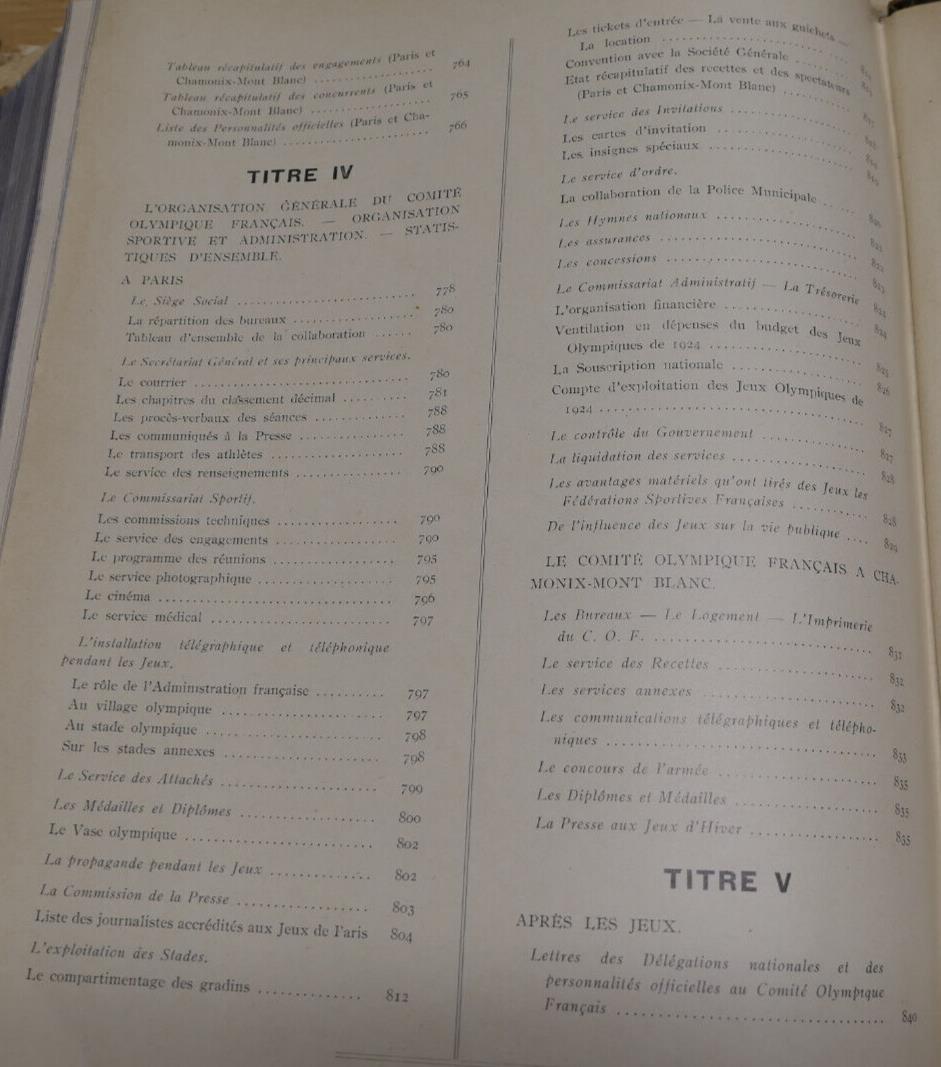 Tableau récapitulatif des engagements (Paris et
Chamonix-Mont Blanc) .................... 764
Tableau récapitulatif des concurrents (Paris et
Chamonix-Mont Blanc) .................... 765
Liste des Personnalités officielles (Paris et Cha-
monix-Mont Blanc) .................... 766
TITRE IV
L'ORGANISATION GÉNÉRALE DU COMITÉ
OLYMPIQUE FRANÇAIS. — ORGANISATION
SPORTIVE ET ADMINISTRATION. — STATIS-
TIQUES D'ENSEMBLE.
A PARIS
Le Siège Social .................... 778
La répartition des bureaux .................... 780
Tableau d'ensemble de la collaboration ...... 780
Le Secrétariat Général et ses principaux services.
Le courrier .................... 780
Les chapitres du classement décimal .......... 781
Les procès-verbaux des séances .............. 788
Les communiqués à la Presse ................ 788
Le transport des athlètes .................... 788
Le service des renseignements ................ 790
Le Commissariat Sportif.
Les commissions techniques .................. 790
Le service des engagements .................. 790
Le programme des réunions .................. 795
Le service photographique .................... 795
Le cinéma .................... 796
Le service médical .................... 797
L'installation télégraphique et téléphonique
pendant les Jeux.
Le rôle de l'Administration française .......... 797
Au village olympique .................... 797
Au stade olympique .................... 798
Sur les stades annexes .................... 798
Le Service des Attachés .................... 799
Les Médailles et Diplômes .................... 800
Le Vase olympique .................... 802
La propagande pendant les Jeux .............. 802
La Commission de la Presse .................. 803
Liste des journalistes accrédités aux Jeux de Paris 804
L'exploitation des Stades.
Le compartimentage des gradins .............. 812
Les tickets d'entrée — La vente aux guichets —
La location ....................
Convention avec la Société Générale ..........
Etat récapitulatif des recettes et des spectateurs
(Paris et Chamonix-Mont Blanc) ............
Le service des Invitations ....................
Les cartes d'invitation ....................
Les insignes spéciaux ....................
Le service d'ordre.
La collaboration de la Police Municipale ......
Les Hymnes nationaux ....................
Les assurances ....................
Les concessions ....................
Le Commissariat Administratif — La Trésorerie
L'organisation financière .................... 824
Ventilation en dépenses du budget des Jeux
Olympiques de 1924 ....................
La Souscription nationale ....................
Compte d'exploitation des Jeux Olympiques de
1924 .................... 827
Le contrôle du Gouvernement ................ 827
La liquidation des services .................... 828
Les avantages matériels qu'ont tirés des Jeux les
Fédérations Sportives Françaises .......... 828
De l'influence des Jeux sur la vie publique .... 829
LE COMITÉ OLYMPIQUE FRANÇAIS A CHA-
MONIX-MONT BLANC.
Les Bureaux — Le Logement — L'Imprimerie
du C. O. F. .................... 831
Le service des Recettes .................... 832
Les services annexes .................... 832
Les communications télégraphiques et télépho-
niques .................... 833
Le concours de l'armée .................... 835
Les Diplômes et Médailles .................... 835
La Presse aux Jeux d'Hiver .................. 835
TITRE V
APRÈS LES JEUX.
Lettres des Délégations nationales et des
personnalités officielles au Comité Olympique
Français .................... 840